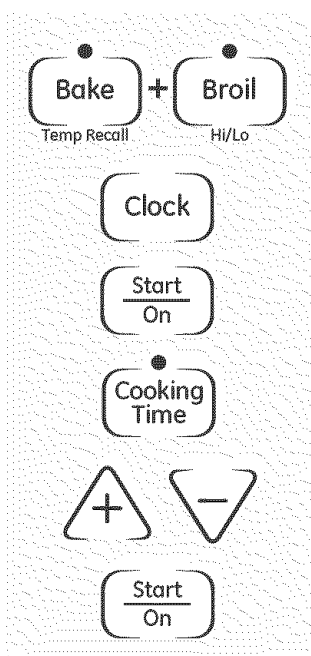 Bake + Broil
Temp Recall Hi/Lo
Clock
Start
On
Cooking
Time
+ −
Start
On